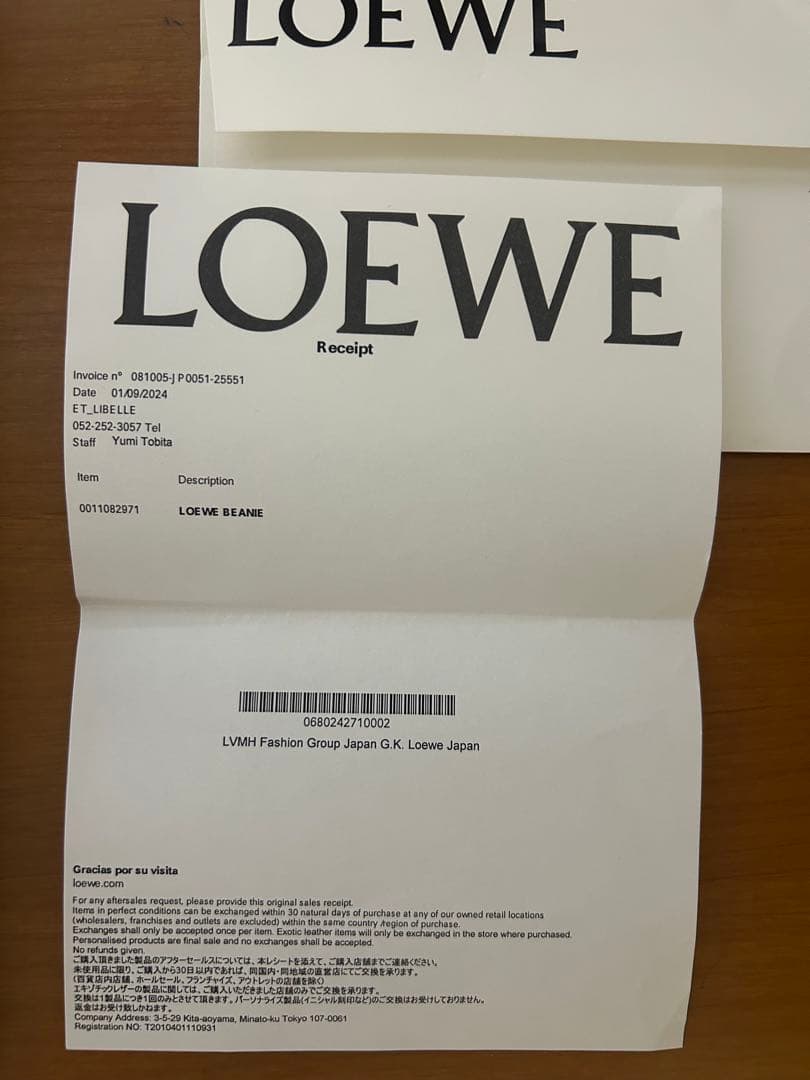 LOEWE
LOEWE
Receipt
Invoice n° 081005-JP0051-25551
Date 01/09/2024
ET_LIBELLE
052-252-3057 Tel
Staff Yumi Tobita
Item Description
0011082971 LOEWE BEANIE
0680242710002
LVMH Fashion Group Japan G.K. Loewe Japan
Gracias por su visita
loewe.com
For any aftersales request, please provide this original sales receipt.
Items in perfect conditions can be exchanged within 30 natural days of purchase at any of our owned retail locations
(wholesalers, franchises and outlets are excluded) within the same country /region of purchase.
Exchanges shall only be accepted once per item. Exotic leather items will only be exchanged in the store where purchased.
Personalised products are final sale and no exchanges shall be accepted.
No refunds given.
ご購入頂きました製品のアフターセールスについては、本レシートを添えて、ご購入店舗までご連絡ください。
未使用品に限り、ご購入から30日以内であれば、同国内・同地域の直営店にてご交換を承ります。
(百貨店内店舗、ホールセール、フランチャイズ、アウトレットの店舗を除く)
エキゾチックレザーの製品に関しては、ご購入いただきました店舗のみでご交換を承ります。
交換は1製品につき1回のみとさせて頂きます。パーソナライズ製品(イニシャル刻印など)のご交換はお受けしておりません。
返金はお受け致しかねます。
Company Address: 3-5-29 Kita-aoyama, Minato-ku Tokyo 107-0061
Registration NO: T2010401110931